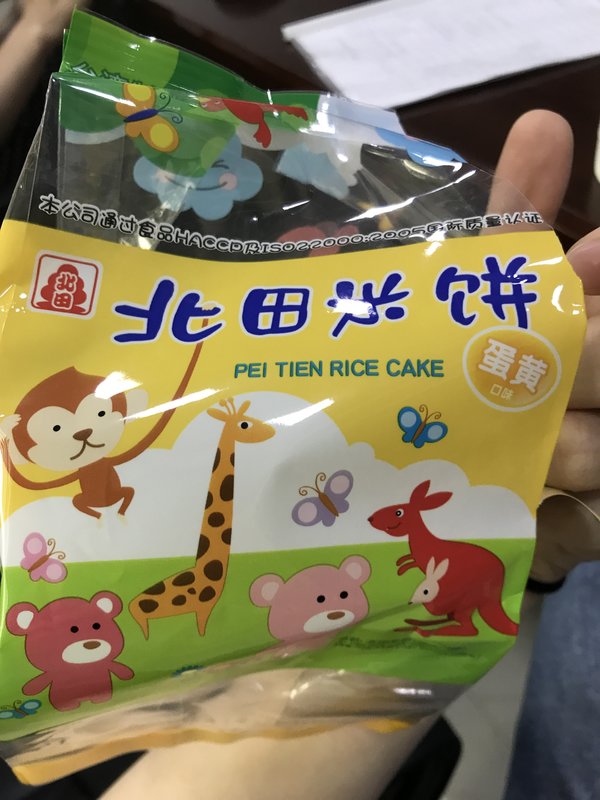 本公司通过食品HACCP及ISO22000:2005国际质量认证
北田
北田米饼
PEI TIEN RICE CAKE
蛋黄
口味